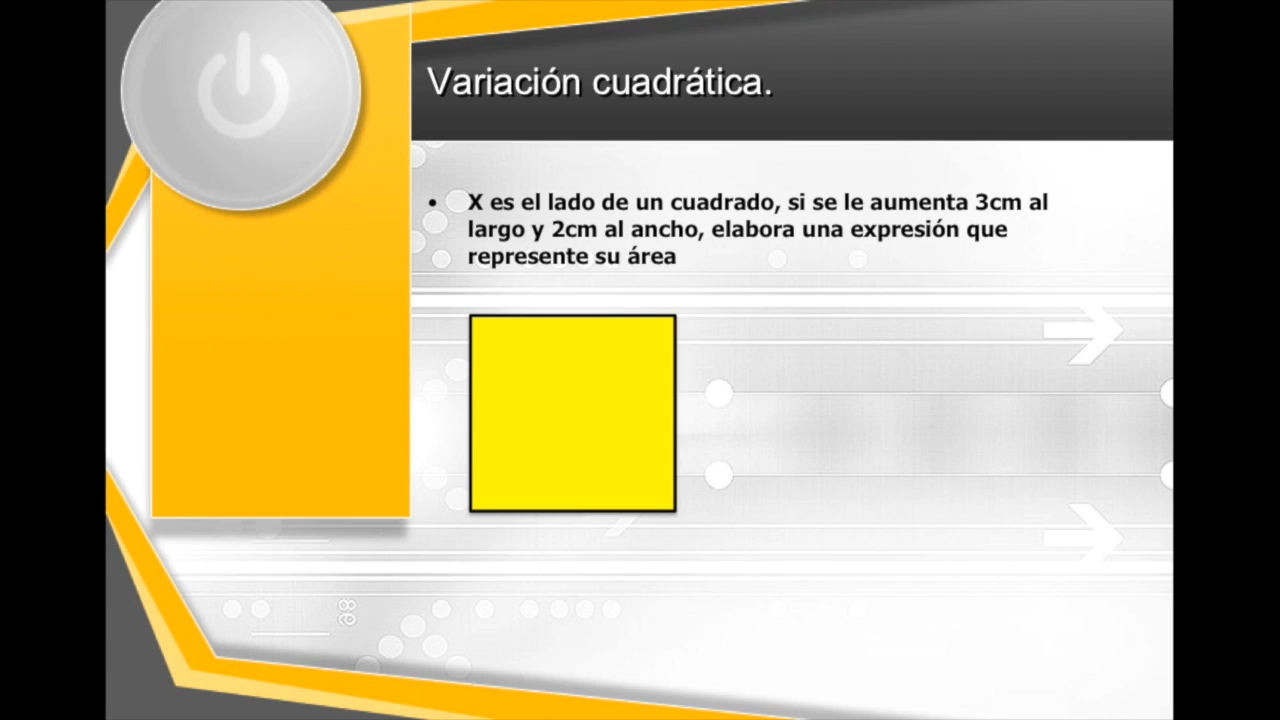 Variación cuadrática.
• X es el lado de un cuadrado, si se le aumenta 3cm al
largo y 2cm al ancho, elabora una expresión que
represente su área